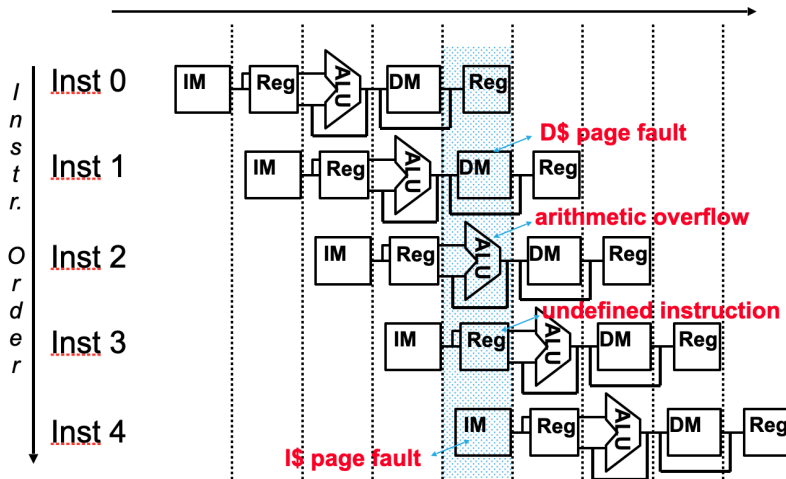 Inst 0
IM Reg ALU DM Reg
D$ page fault
Inst 1
IM Reg ALU DM Reg
arithmetic overflow
Inst 2
IM Reg ALU DM Reg
undefined instruction
Inst 3
IM Reg ALU DM Reg
Inst 4
IM Reg ALU DM Reg
I$ page fault
Instr. Order